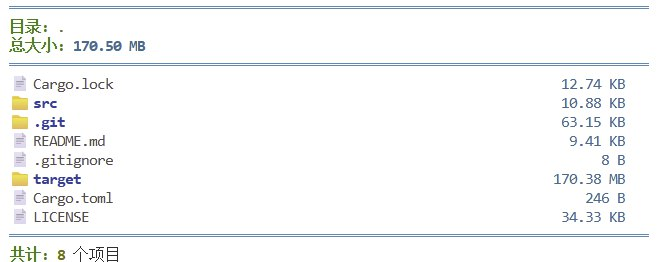 目录: .
总大小: 170.50 MB
Cargo.lock 12.74 KB
src 10.88 KB
.git 63.15 KB
README.md 9.41 KB
.gitignore 8 B
target 170.38 MB
Cargo.toml 246 B
LICENSE 34.33 KB
共计: 8 个项目